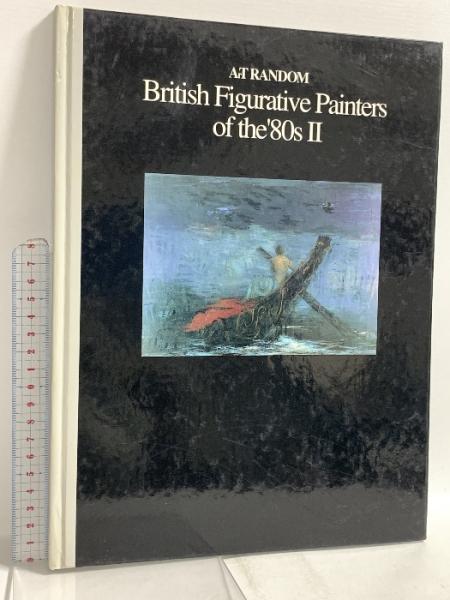 ArT RANDOM
British Figurative Painters
of the '80s II